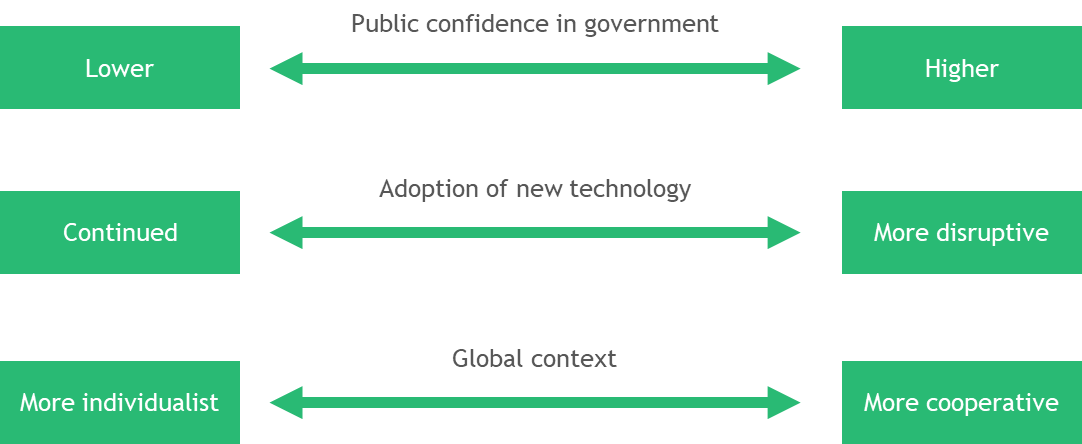 Public confidence in government
Lower
Higher
Adoption of new technology
Continued
More disruptive
Global context
More individualist
More cooperative